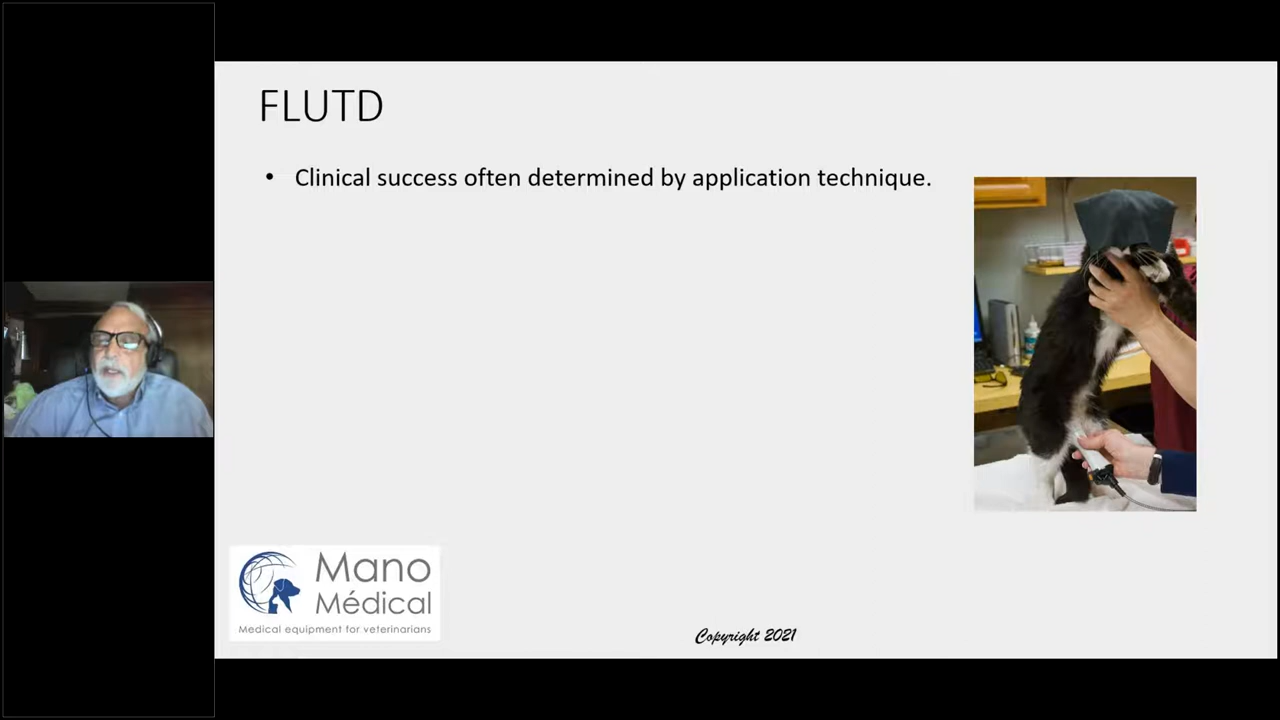 FLUTD
• Clinical success often determined by application technique.
Mano
Médical
Medical equipment for veterinarians
Copyright 2021